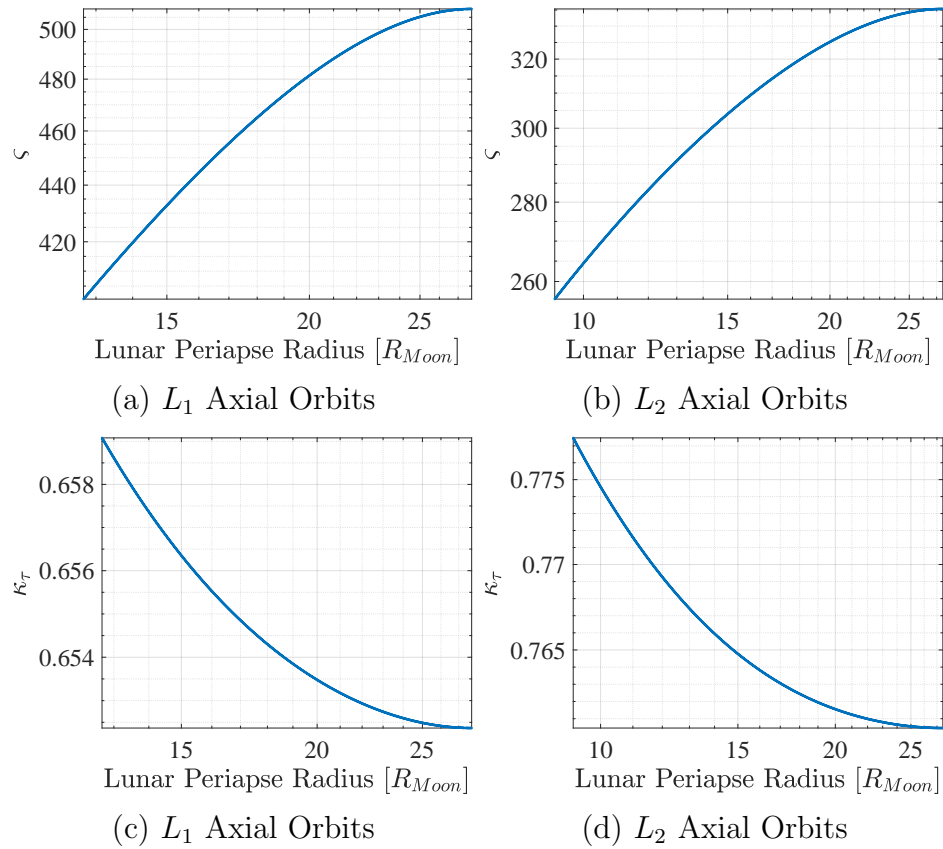 500
480
460
440
420
ς
15
20
25
Lunar Periapse Radius [R_Moon]
(a) L_1 Axial Orbits
320
300
280
260
ς
10
15
20
25
Lunar Periapse Radius [R_Moon]
(b) L_2 Axial Orbits
0.658
0.656
0.654
κ_τ
15
20
25
Lunar Periapse Radius [R_Moon]
(c) L_1 Axial Orbits
0.775
0.77
0.765
κ_τ
10
15
20
25
Lunar Periapse Radius [R_Moon]
(d) L_2 Axial Orbits